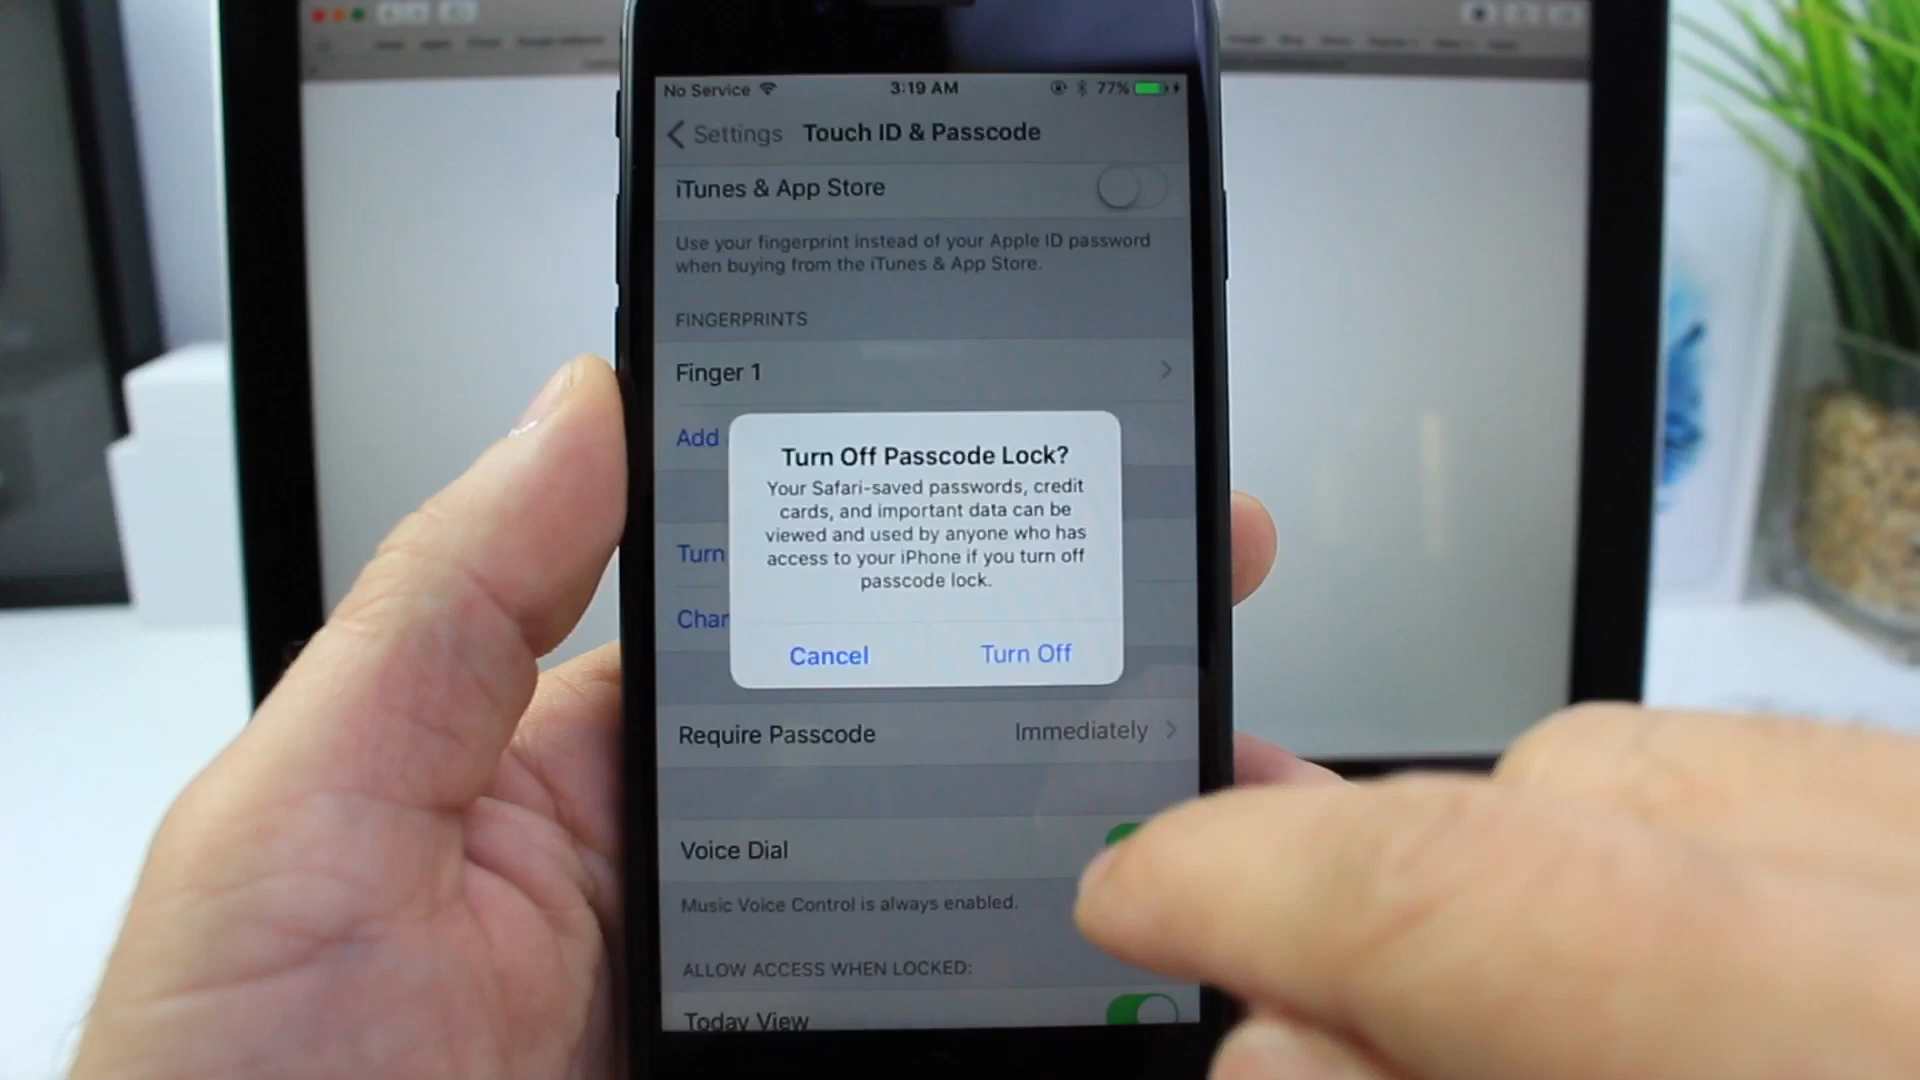 No Service 3:19 AM 77%
Settings Touch ID & Passcode
iTunes & App Store
Use your fingerprint instead of your Apple ID password
when buying from the iTunes & App Store.
FINGERPRINTS
Finger 1
Add
Turn Off Passcode Lock?
Your Safari-saved passwords, credit
cards, and important data can be
viewed and used by anyone who has
access to your iPhone if you turn off
passcode lock.
Turn
Char
Cancel Turn Off
Require Passcode Immediately
Voice Dial
Music Voice Control is always enabled.
ALLOW ACCESS WHEN LOCKED:
Today View